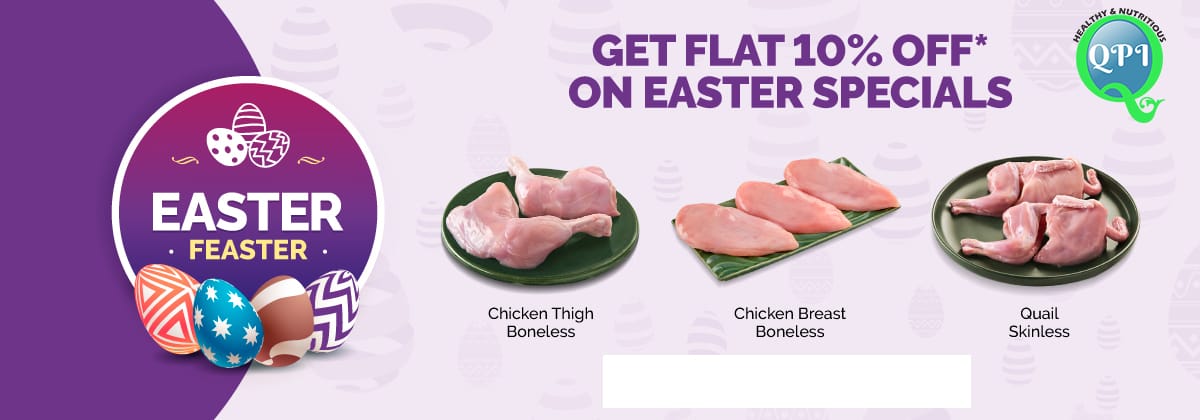 EASTER
· FEASTER ·
GET FLAT 10% OFF*
ON EASTER SPECIALS
HEALTHY & NUTRITIOUS
QPI
Chicken Thigh
Boneless
Chicken Breast
Boneless
Quail
Skinless